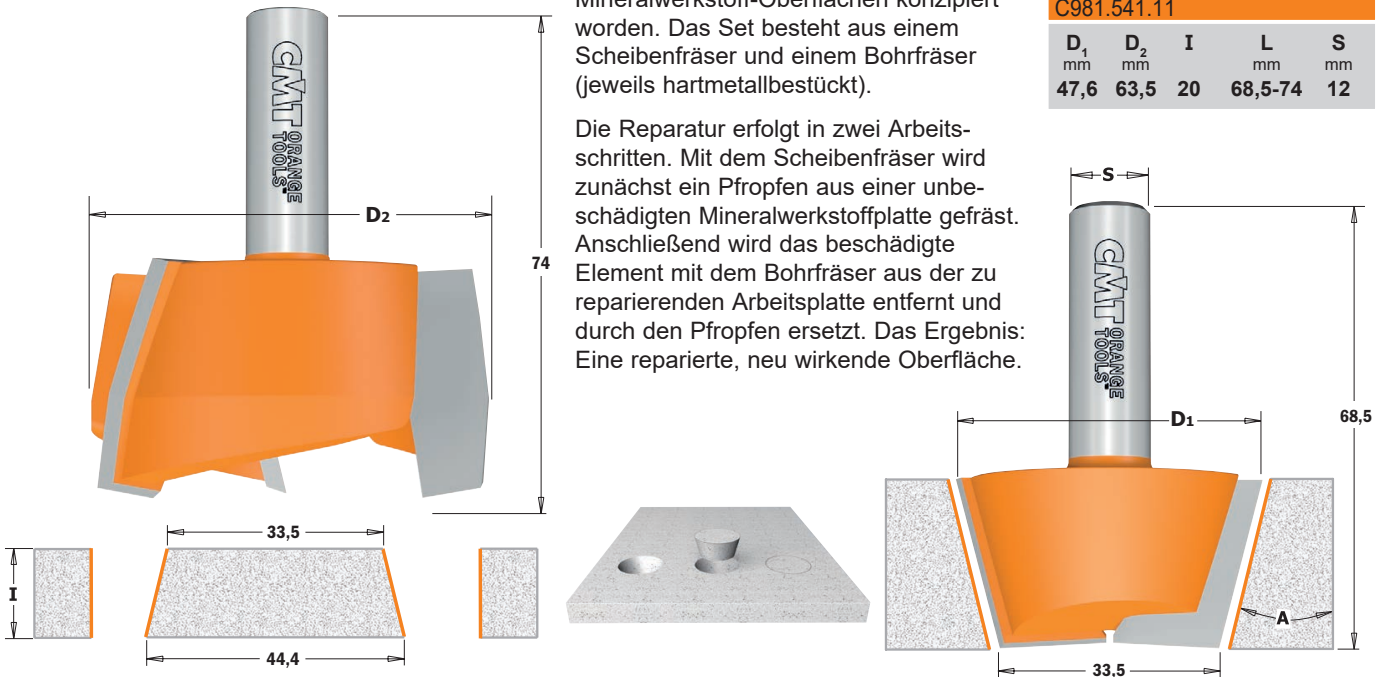 Mineralwerkstoff-Oberflächen konzipiert
worden. Das Set besteht aus einem
Scheibenfräser und einem Bohrfräser
(jeweils hartmetallbestückt).
Die Reparatur erfolgt in zwei Arbeits-
schritten. Mit dem Scheibenfräser wird
zunächst ein Pfropfen aus einer unbe-
schädigten Mineralwerkstoffplatte gefräst.
Anschließend wird das beschädigte
Element mit dem Bohrfräser aus der zu
reparierenden Arbeitsplatte entfernt und
durch den Pfropfen ersetzt. Das Ergebnis:
Eine reparierte, neu wirkende Oberfläche.
C981.541.11
D1 D2 I L S
mm mm mm mm
47,6 63,5 20 68,5-74 12
CMT ORANGE
TOOLS™
D2
74
33,5
I
44,4
S
CMT ORANGE
TOOLS™
D1
68,5
A
33,5